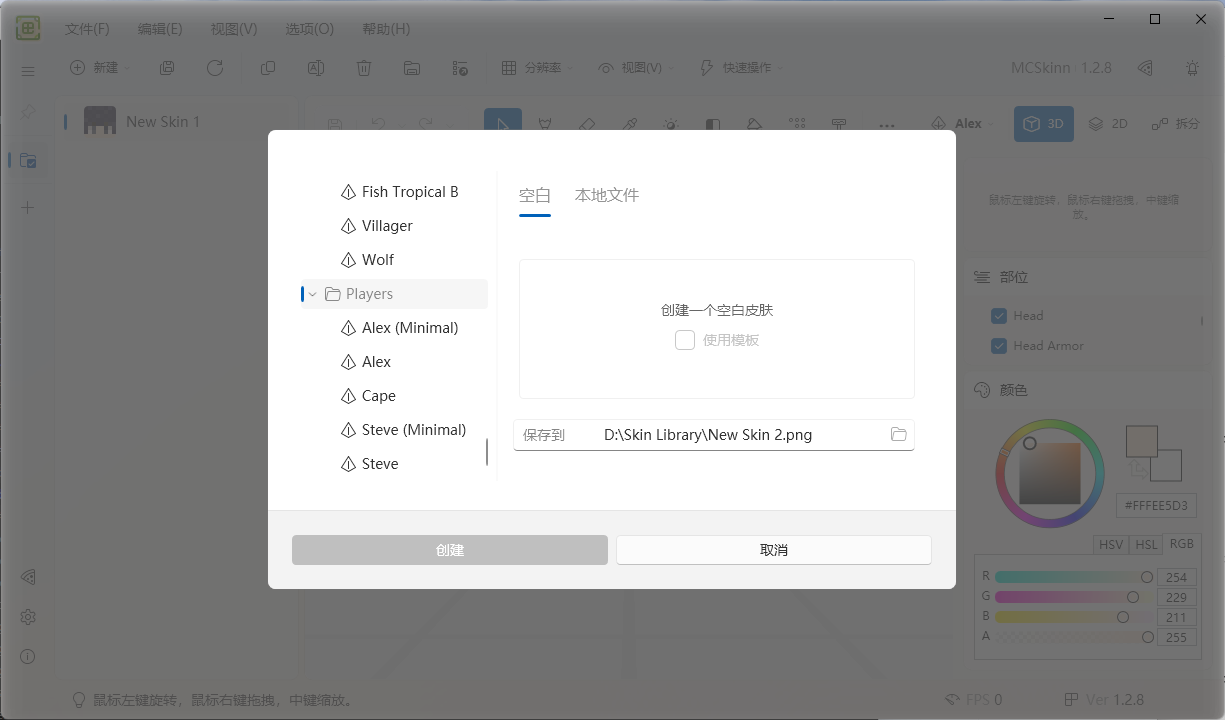 文件(F) 编辑(E) 视图(V) 选项(O) 帮助(H)
新建 分辨率 视图(V) 快速操作 MCSkinn 1.2.8
New Skin 1
Alex 3D 2D 拆分
鼠标左键旋转，鼠标右键拖拽，中键缩
放。
Fish Tropical B
Villager
Wolf
Players
Alex (Minimal)
Alex
Cape
Steve (Minimal)
Steve
空白 本地文件
创建一个空白皮肤
使用模板
保存到 D:\Skin Library\New Skin 2.png
创建 取消
部位
Head
Head Armor
颜色
#FFFEE5D3
HSV HSL RGB
R 254
G 229
B 211
A 255
鼠标左键旋转，鼠标右键拖拽，中键缩放。 FPS 0 Ver 1.2.8